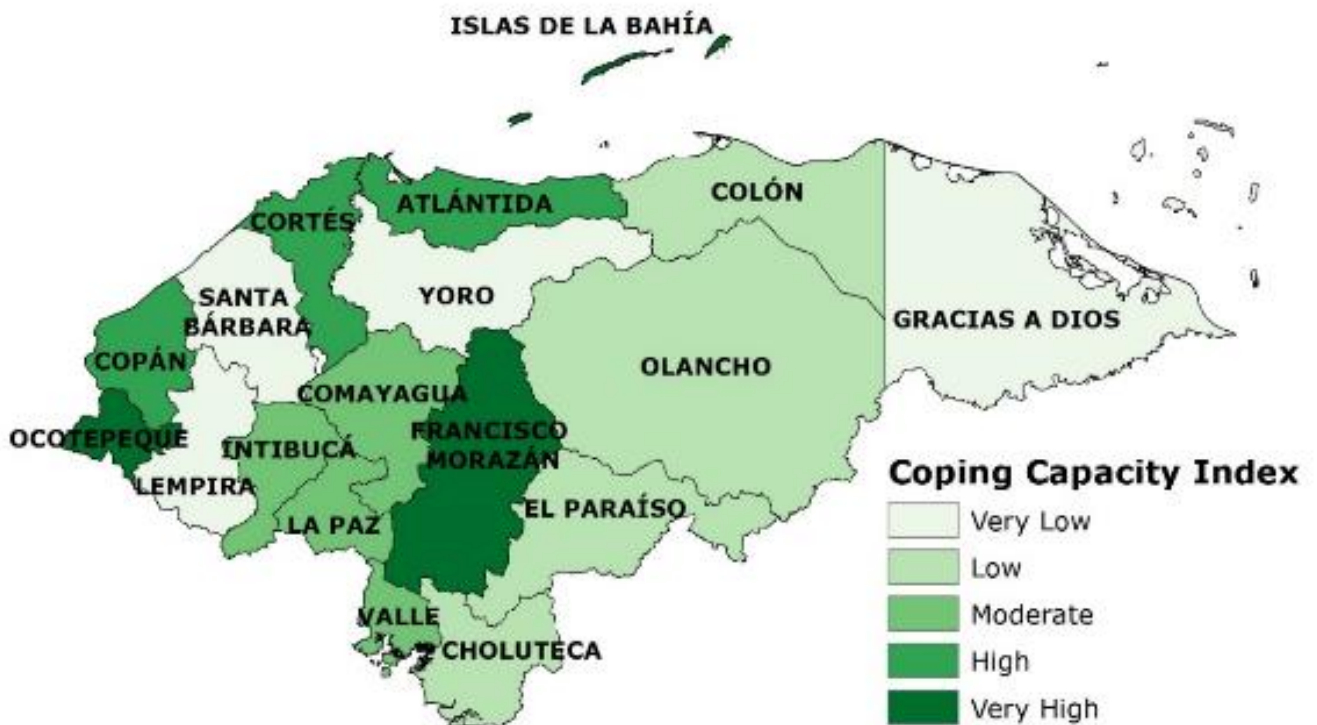 ISLAS DE LA BAHÍA
COLÓN
ATLÁNTIDA
CORTÉS
SANTA
BÁRBARA
YORO
GRACIAS A DIOS
COPÁN
OLANCHO
COMAYAGUA
OCOTEPEQUE
INTIBUCÁ
FRANCISCO
MORAZÁN
LEMPIRA
LA PAZ
EL PARAÍSO
VALLE
CHOLUTECA
Coping Capacity Index
Very Low
Low
Moderate
High
Very High